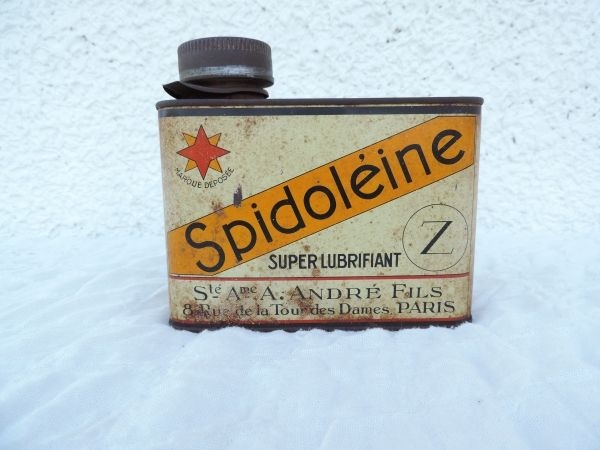 MARQUE DÉPOSÉE
Spidoléine
SUPER LUBRIFIANT
Z
Sté Ame A. ANDRÉ FILS
8 Rue de la Tour des Dames PARIS